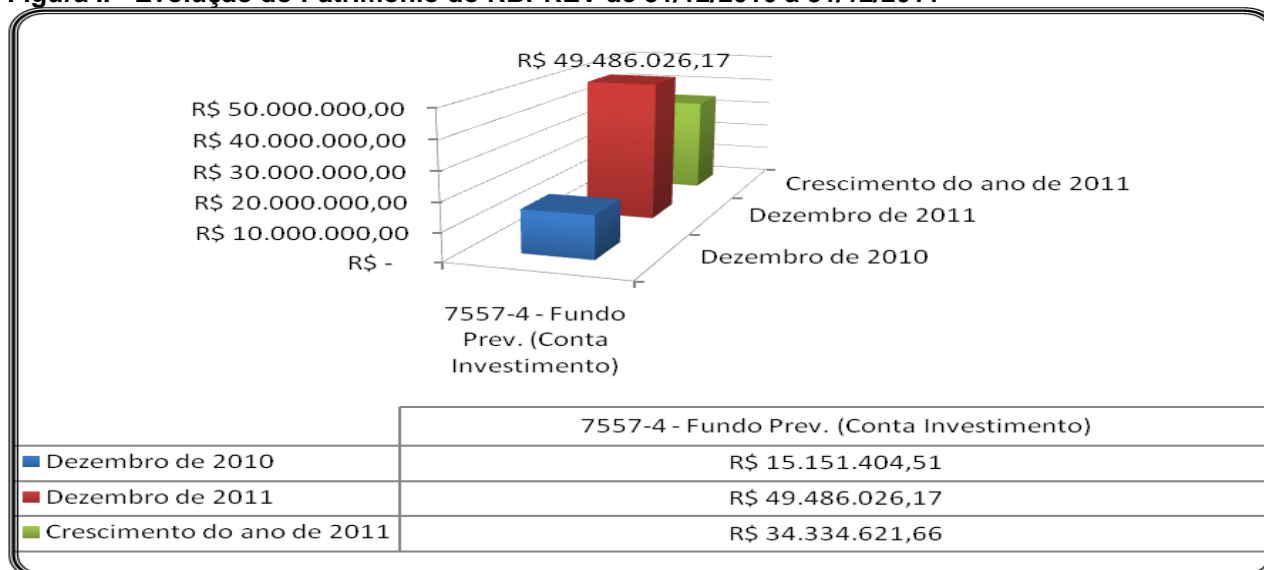 R$ 49.486.026,17
R$ 50.000.000,00
R$ 40.000.000,00
R$ 30.000.000,00
R$ 20.000.000,00
R$ 10.000.000,00
R$ -
Crescimento do ano de 2011
Dezembro de 2011
Dezembro de 2010
7557-4 - Fundo
Prev. (Conta
Investimento)
7557-4 - Fundo Prev. (Conta Investimento)
Dezembro de 2010 R$ 15.151.404,51
Dezembro de 2011 R$ 49.486.026,17
Crescimento do ano de 2011 R$ 34.334.621,66